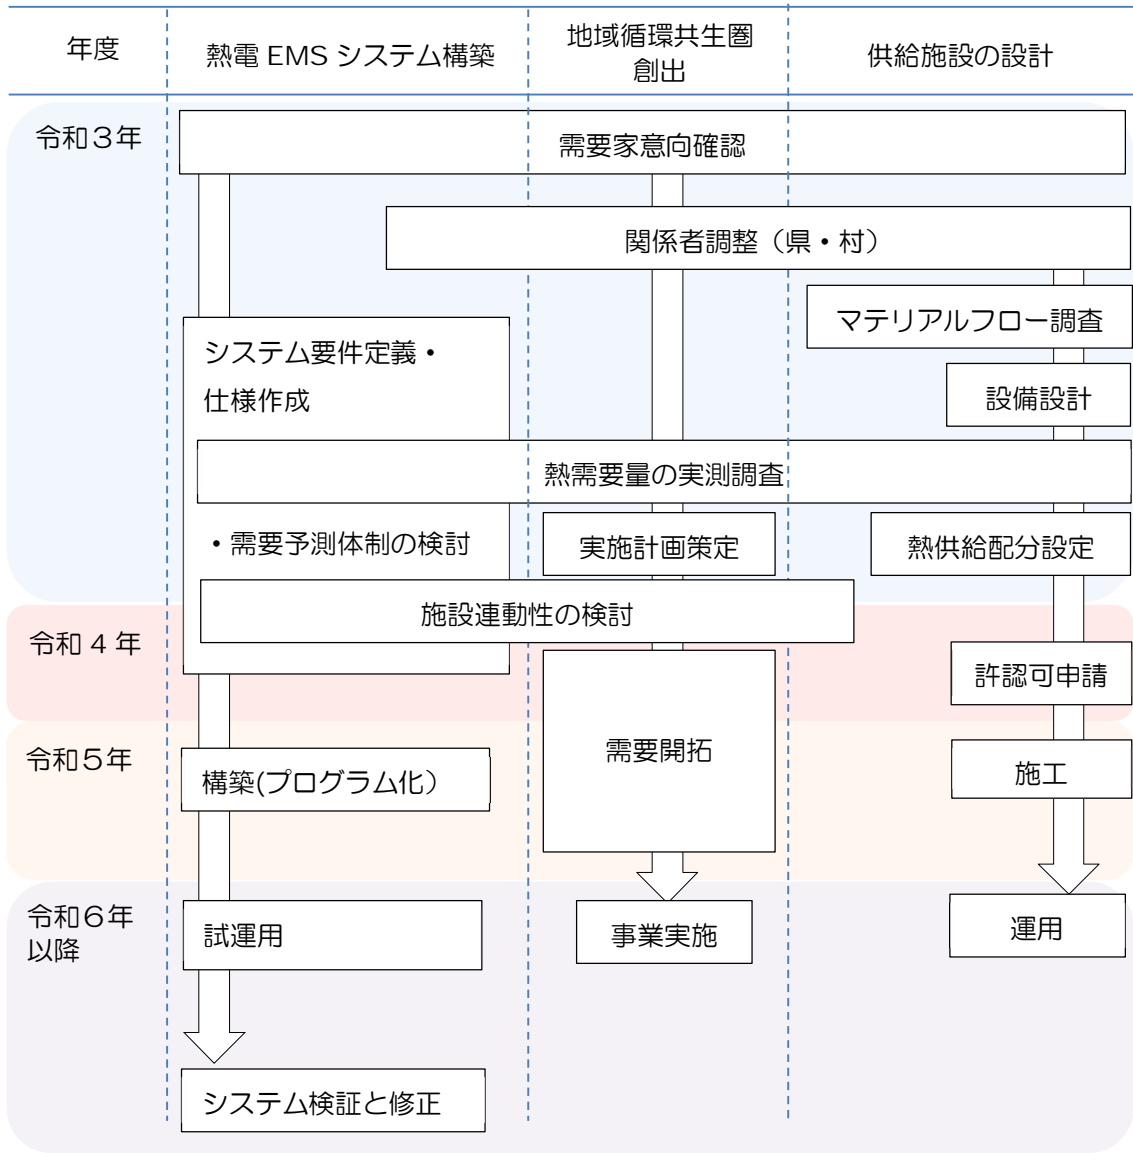 年度
熱電 EMS システム構築
地域循環共生圏
創出
供給施設の設計
令和３年
需要家意向確認
関係者調整（県・村）
マテリアルフロー調査
システム要件定義・
仕様作成
設備設計
熱需要量の実測調査
・需要予測体制の検討
実施計画策定
熱供給配分設定
施設連動性の検討
令和 4 年
許認可申請
需要開拓
令和５年
構築(プログラム化）
施工
令和６年
以降
試運用
事業実施
運用
システム検証と修正